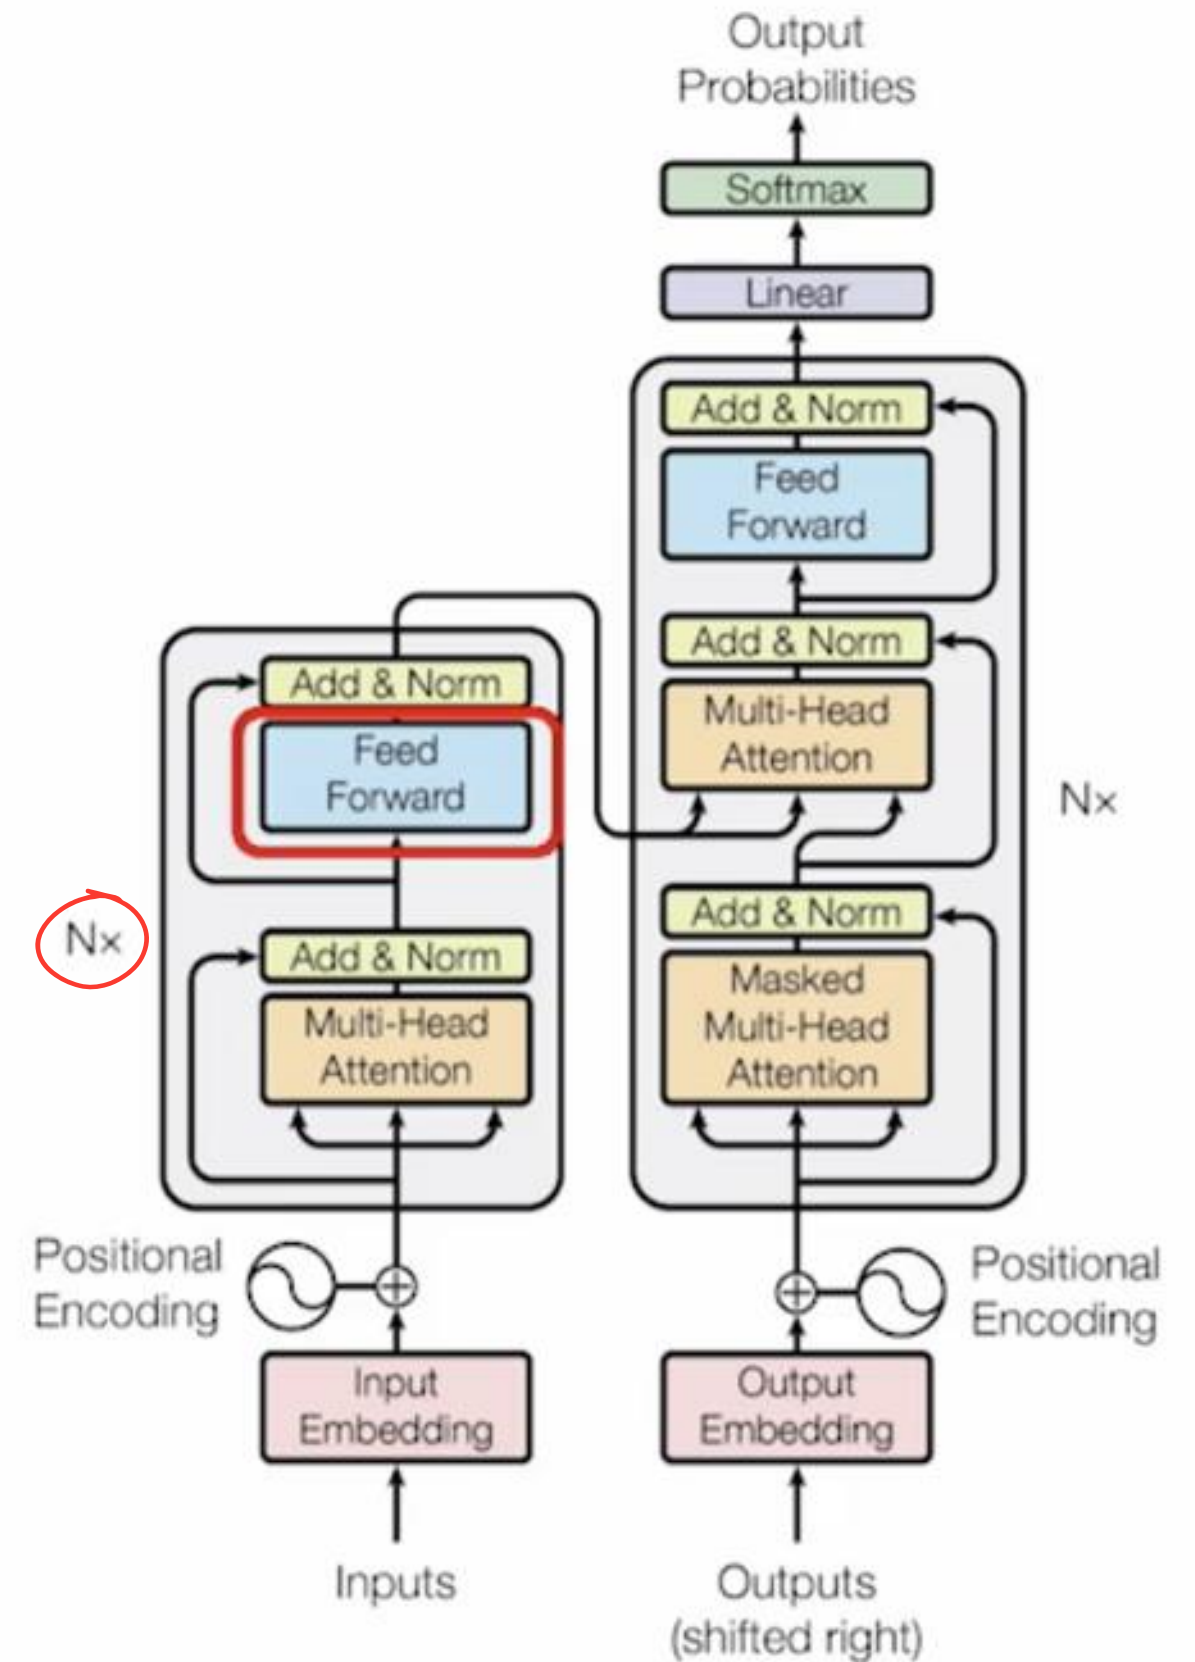 Output
Probabilities
Softmax
Linear
Add & Norm
Feed
Forward
Add & Norm
Multi-Head
Attention
Nx
Add & Norm
Masked
Multi-Head
Attention
Add & Norm
Feed
Forward
Nx
Add & Norm
Multi-Head
Attention
Positional
Encoding
Positional
Encoding
Input
Embedding
Output
Embedding
Inputs
Outputs
(shifted right)